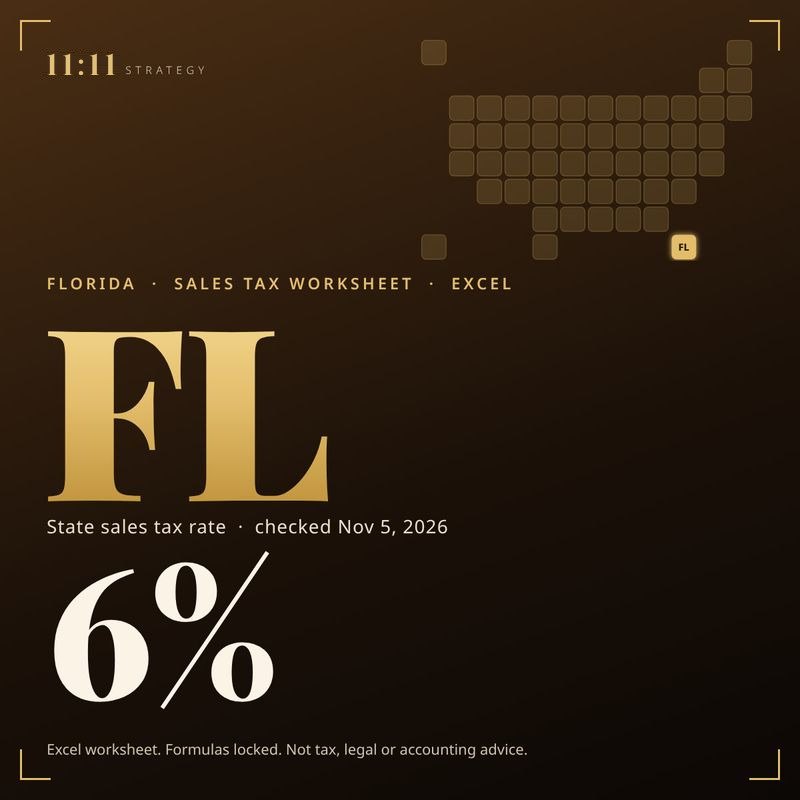 11:11 STRATEGY
FL
FLORIDA · SALES TAX WORKSHEET · EXCEL
FL
State sales tax rate · checked Nov 5, 2026
6%
Excel worksheet. Formulas locked. Not tax, legal or accounting advice.